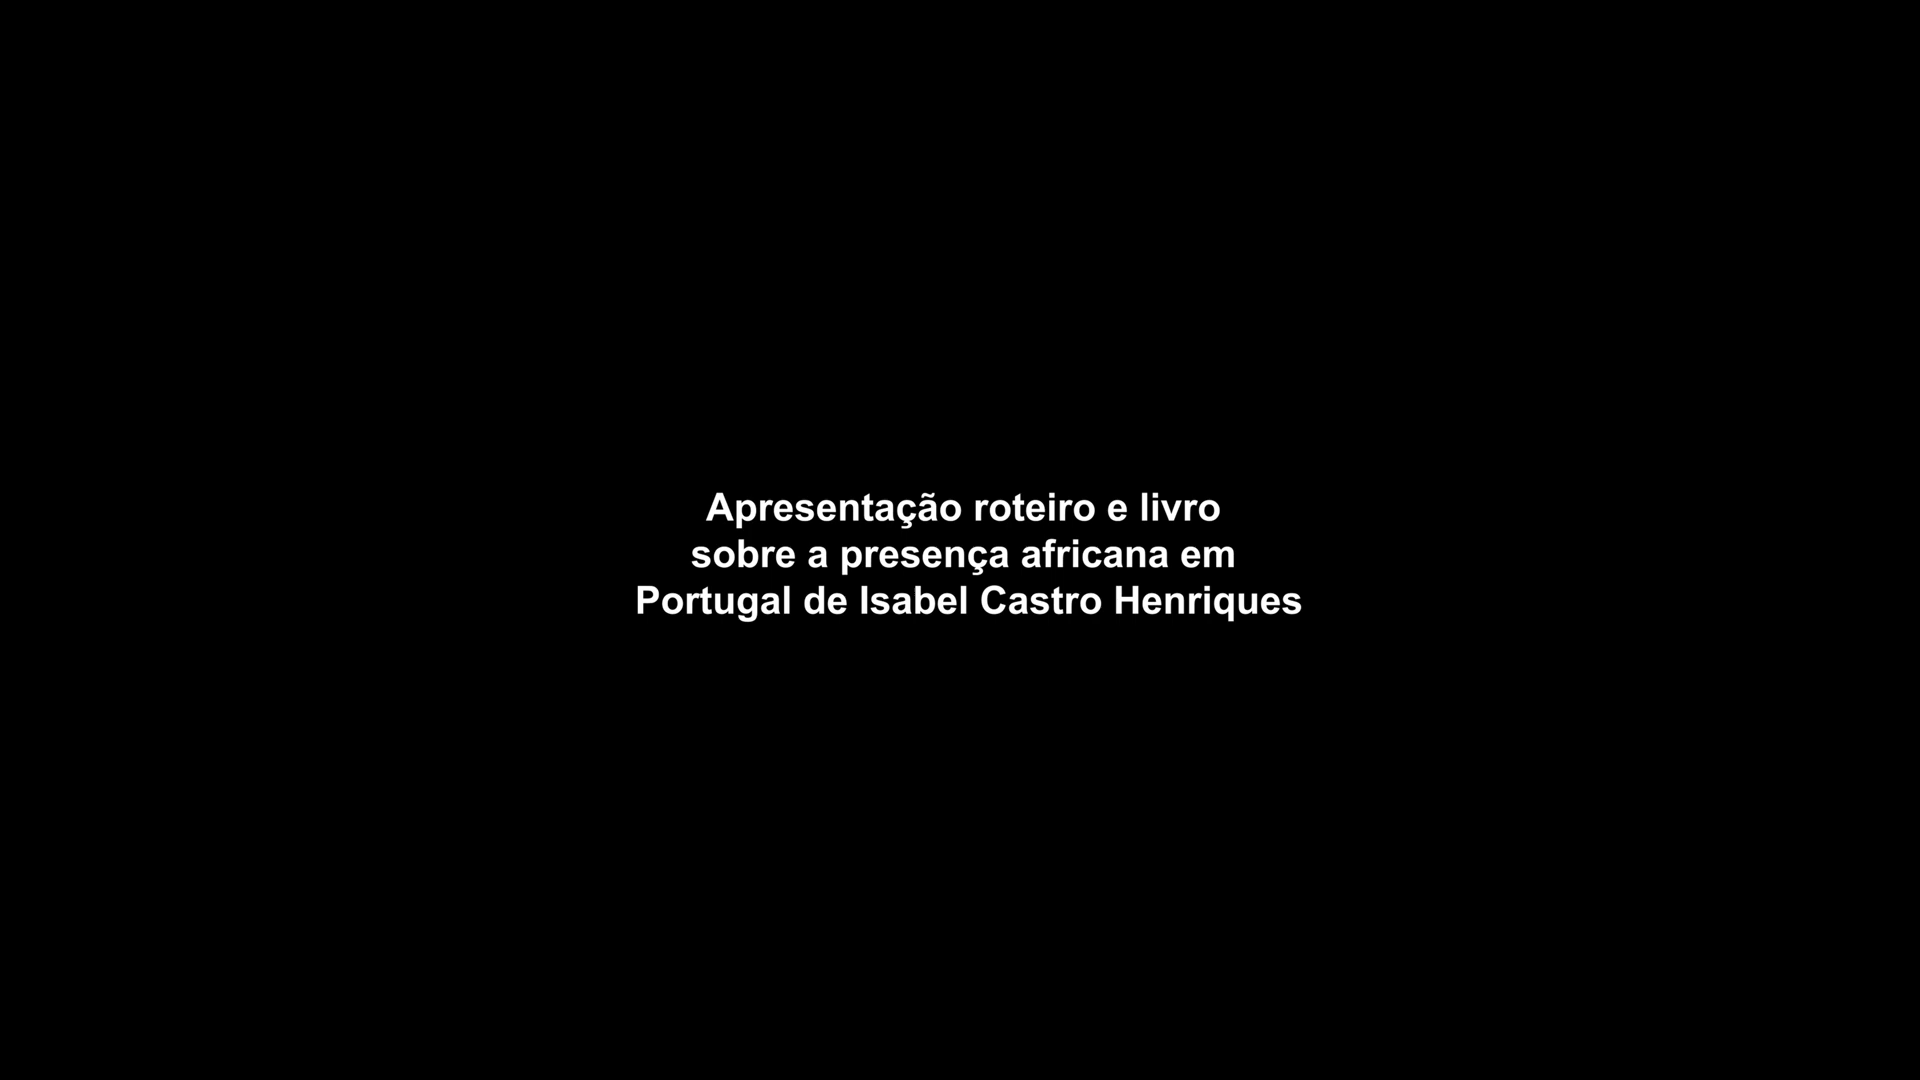 Apresentação roteiro e livro
sobre a presença africana em
Portugal de Isabel Castro Henriques